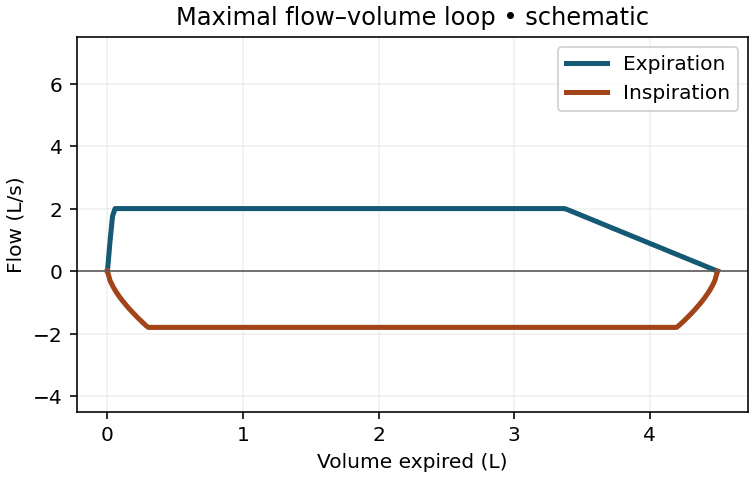 Maximal flow–volume loop • schematic
Expiration
Inspiration
Flow (L/s)
6
4
2
0
−2
−4
0 1 2 3 4
Volume expired (L)